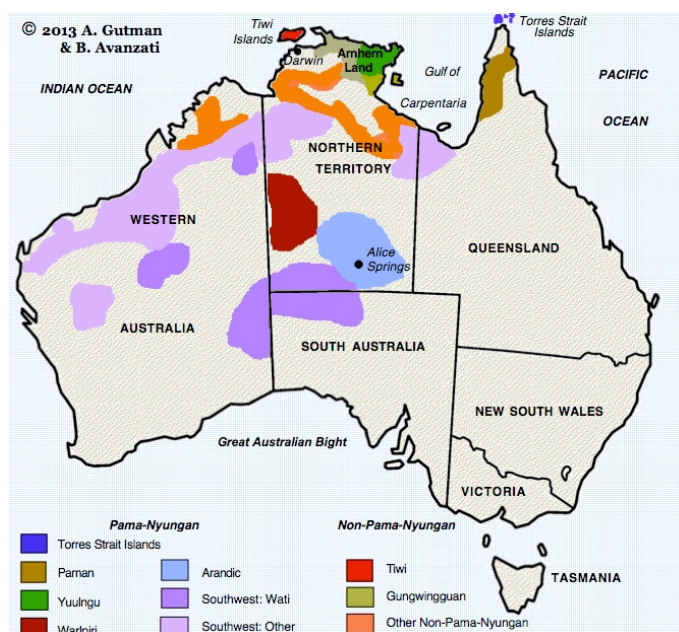 © 2013 A. Gutman
& B. Avanzati
Tiwi
Islands
Torres Strait
Islands
Darwin
Arnhem
Land
Gulf of
Carpentaria
PACIFIC
OCEAN
INDIAN OCEAN
NORTHERN
TERRITORY
WESTERN
AUSTRALIA
QUEENSLAND
Alice
Springs
SOUTH AUSTRALIA
NEW SOUTH WALES
Great Australian Bight
VICTORIA
TASMANIA
Pama-Nyungan
Torres Strait Islands
Paman
Yuulngu
Warlpiri
Arandic
Southwest: Wati
Southwest: Other
Non-Pama-Nyungan
Tiwi
Gungwingguan
Other Non-Pama-Nyungan